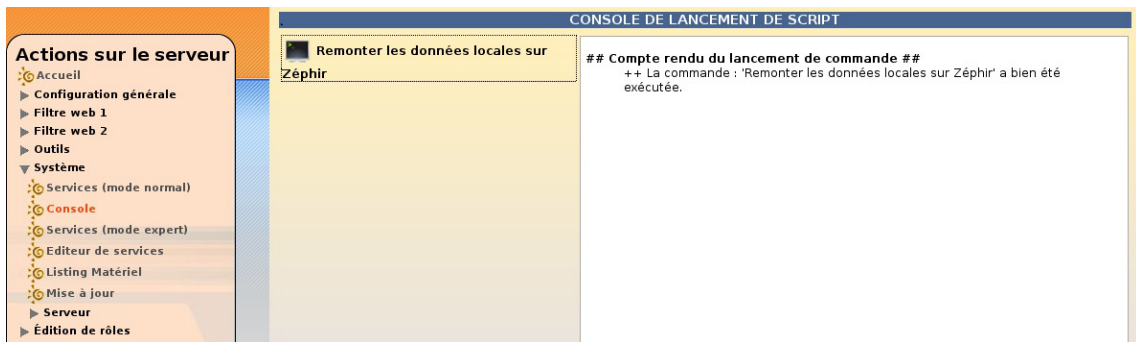 CONSOLE DE LANCEMENT DE SCRIPT
Actions sur le serveur
Accueil
Configuration générale
Filtre web 1
Filtre web 2
Outils
Système
Services (mode normal)
Console
Services (mode expert)
Editeur de services
Listing Matériel
Mise à jour
Serveur
Édition de rôles
Remonter les données locales sur
Zéphir
## Compte rendu du lancement de commande ##
++ La commande : 'Remonter les données locales sur Zéphir' a bien été
exécutée.